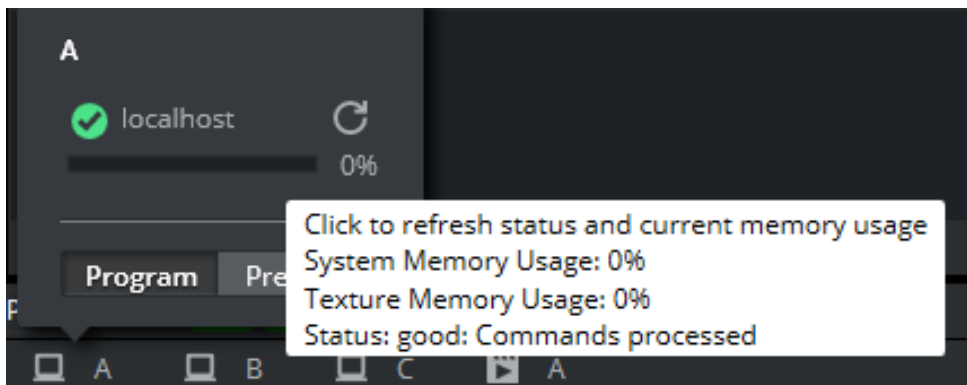 A
localhost
0%
Click to refresh status and current memory usage
System Memory Usage: 0%
Program Pre
Texture Memory Usage: 0%
Status: good: Commands processed
A B C A